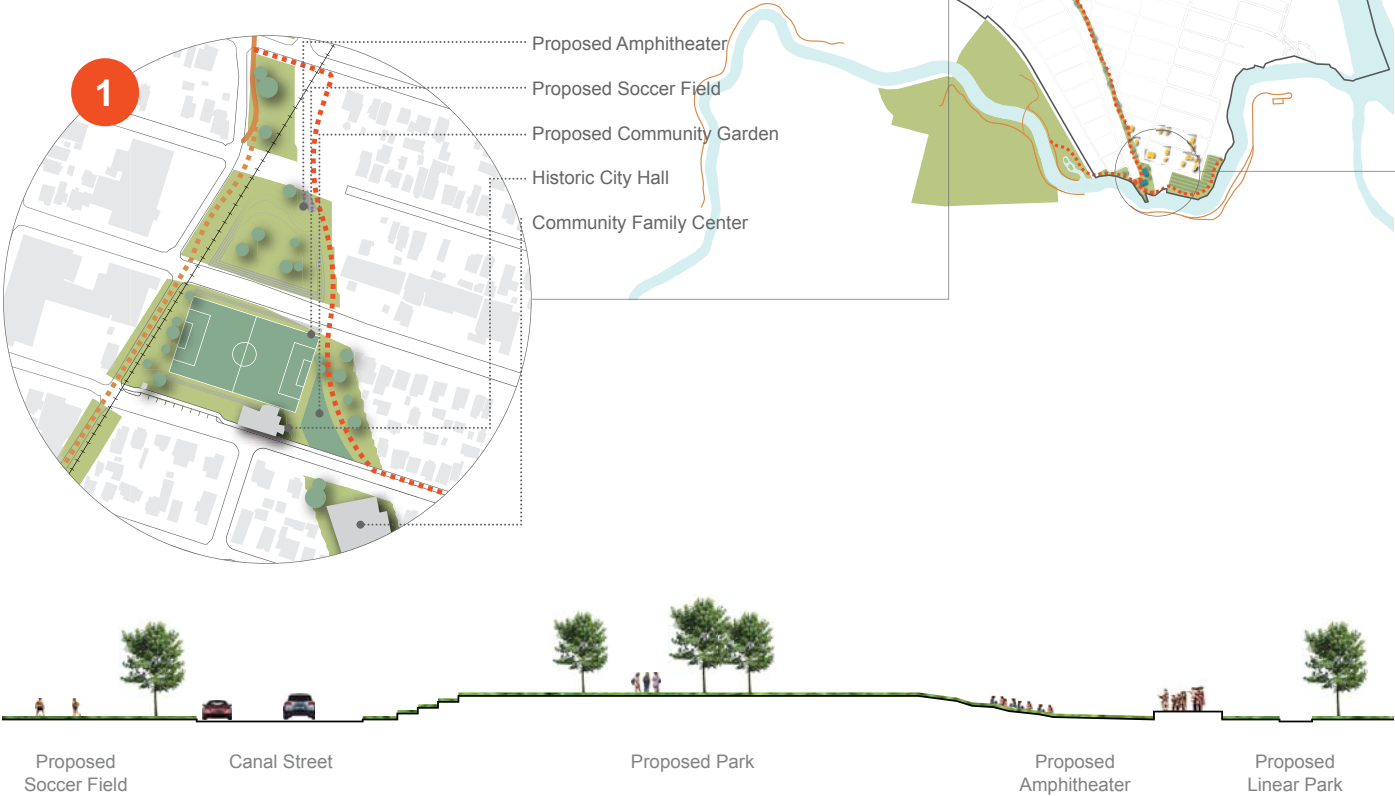 1
Proposed Amphitheater
Proposed Soccer Field
Proposed Community Garden
Historic City Hall
Community Family Center
Proposed
Soccer Field
Canal Street
Proposed Park
Proposed
Amphitheater
Proposed
Linear Park